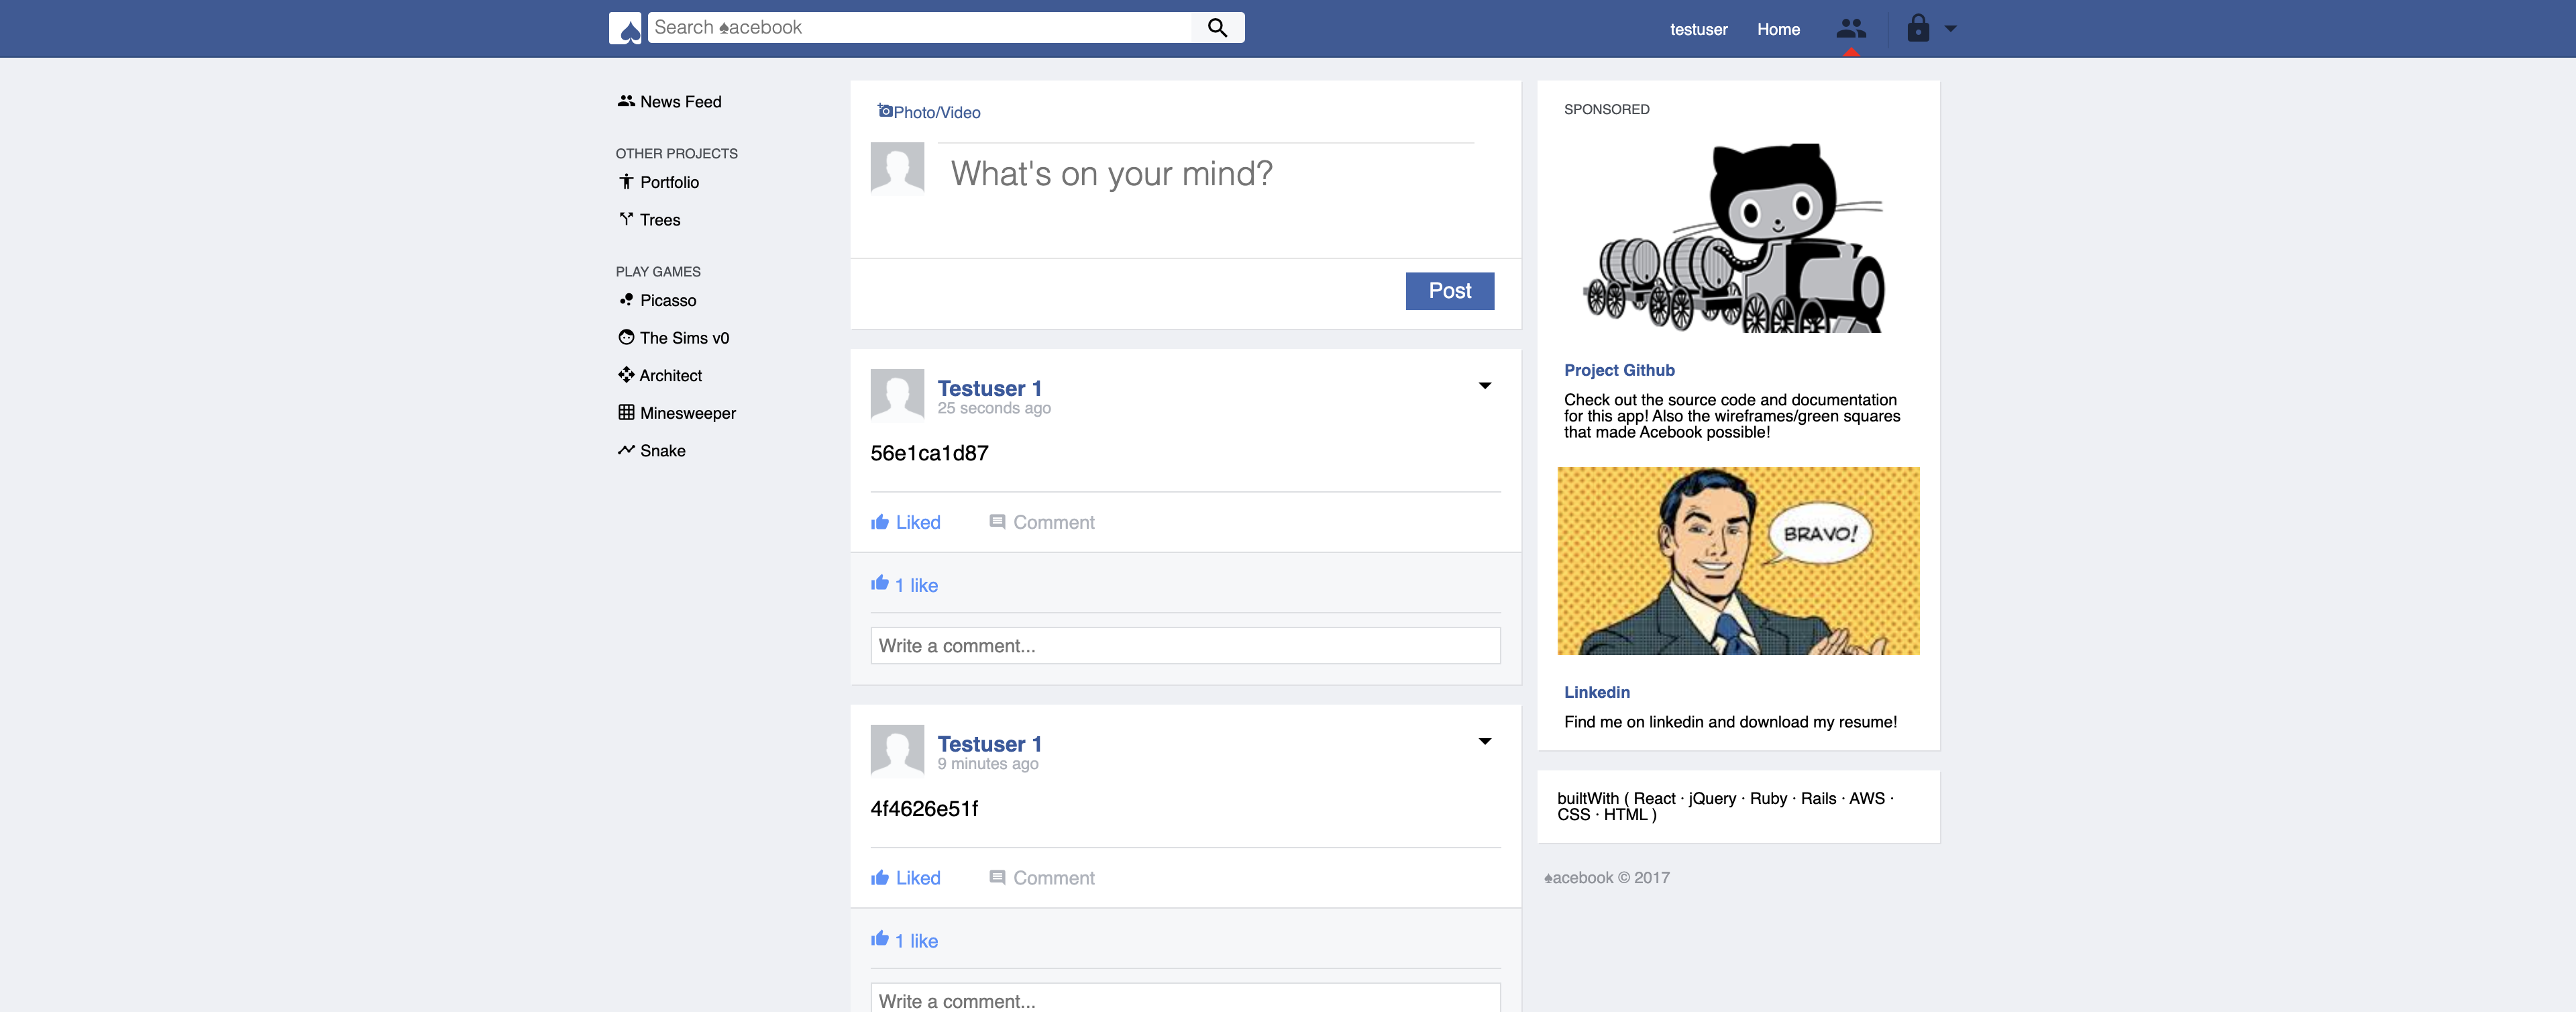 Search ♠acebook
testuser
Home
News Feed
OTHER PROJECTS
Portfolio
Trees
PLAY GAMES
Picasso
The Sims v0
Architect
Minesweeper
Snake
Photo/Video
What's on your mind?
Post
Testuser 1
25 seconds ago
56e1ca1d87
Liked
Comment
1 like
Write a comment...
Testuser 1
9 minutes ago
4f4626e51f
Liked
Comment
1 like
Write a comment...
SPONSORED
Project Github
Check out the source code and documentation
for this app! Also the wireframes/green squares
that made Acebook possible!
BRAVO!
Linkedin
Find me on linkedin and download my resume!
builtWith ( React · jQuery · Ruby · Rails · AWS ·
CSS · HTML )
♠acebook © 2017